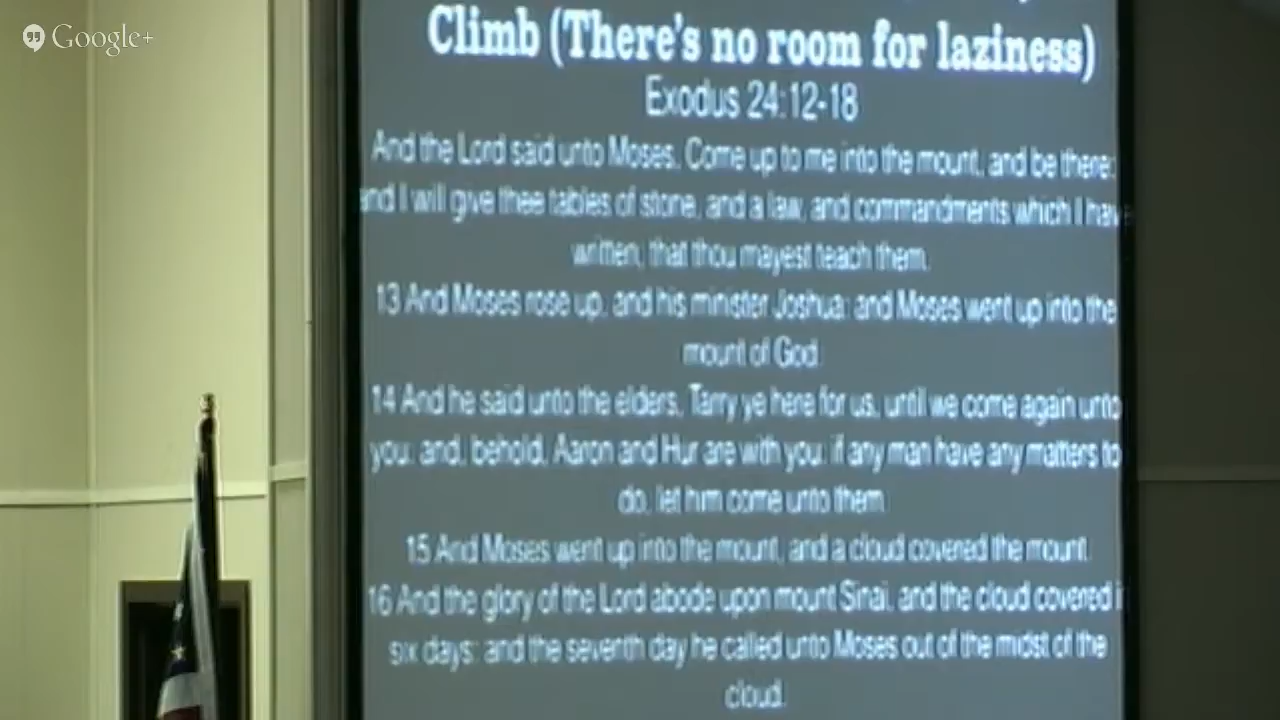 Google+
Climb (There's no room for laziness)
Exodus 24:12-18
And the Lord said unto Moses, Come up to me into the mount, and be there:
and I will give thee tables of stone, and a law, and commandments which I have
written; that thou mayest teach them.
13 And Moses rose up, and his minister Joshua: and Moses went up into the
mount of God.
14 And he said unto the elders, Tarry ye here for us, until we come again unto
you: and, behold, Aaron and Hur are with you: if any man have any matters to
do, let him come unto them.
15 And Moses went up into the mount, and a cloud covered the mount.
16 And the glory of the Lord abode upon mount Sinai, and the cloud covered i
six days: and the seventh day he called unto Moses out of the midst of the
cloud.